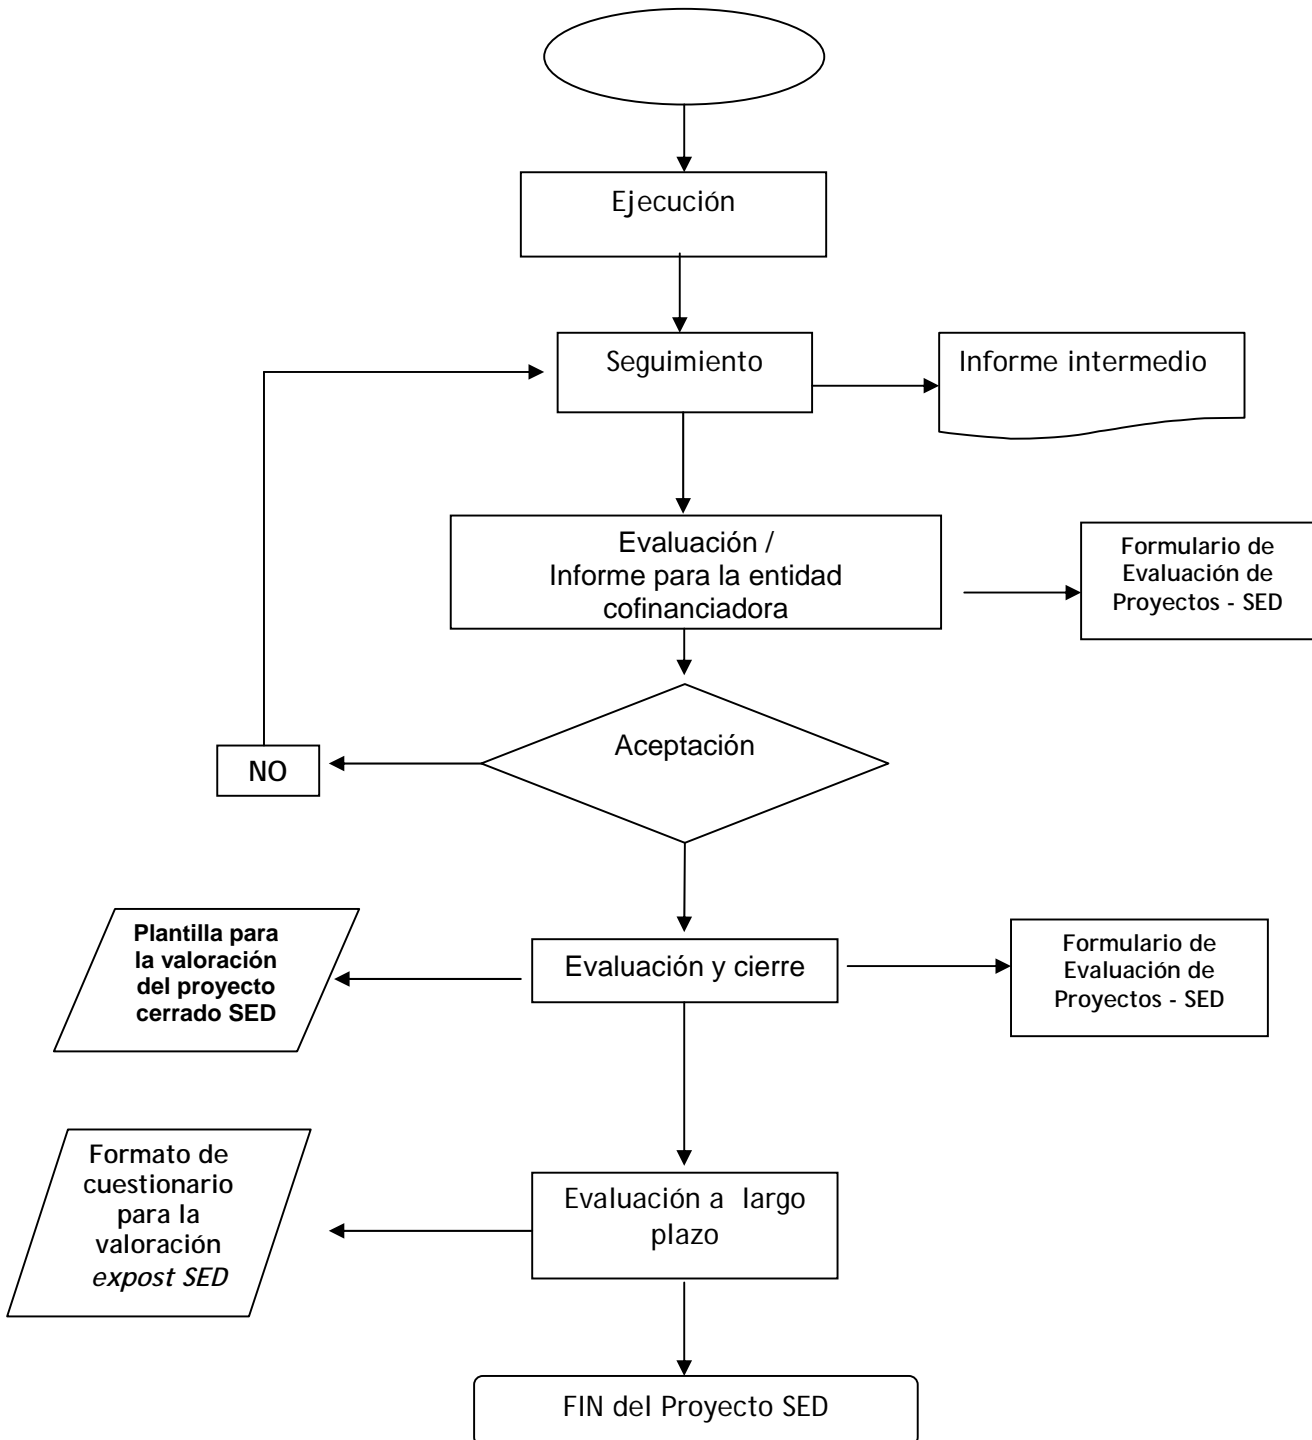 Ejecución
Seguimiento
Informe intermedio
Evaluación /
Informe para la entidad
cofinanciadora
Formulario de
Evaluación de
Proyectos - SED
Aceptación
NO
Plantilla para
la valoración
del proyecto
cerrado SED
Evaluación y cierre
Formulario de
Evaluación de
Proyectos - SED
Formato de
cuestionario
para la
valoración
expost SED
Evaluación a largo
plazo
FIN del Proyecto SED